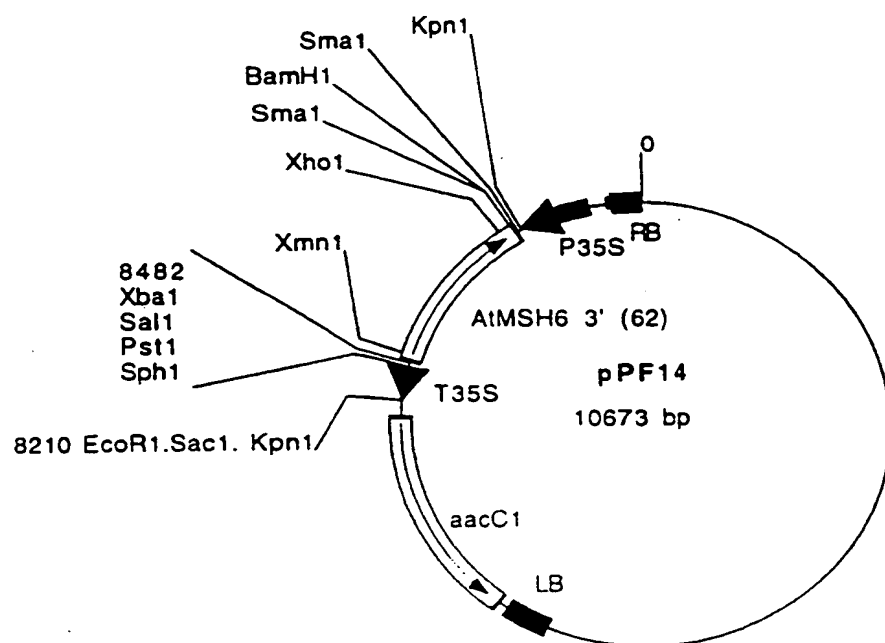 Kpn1
Sma1
BamH1
Sma1
Xho1
0
RB
P35S
Xmn1
8482
Xba1
Sal1
Pst1
Sph1
AtMSH6 3' (62)
pPF14
10673 bp
T35S
8210 EcoR1.Sac1. Kpn1
aacC1
LB